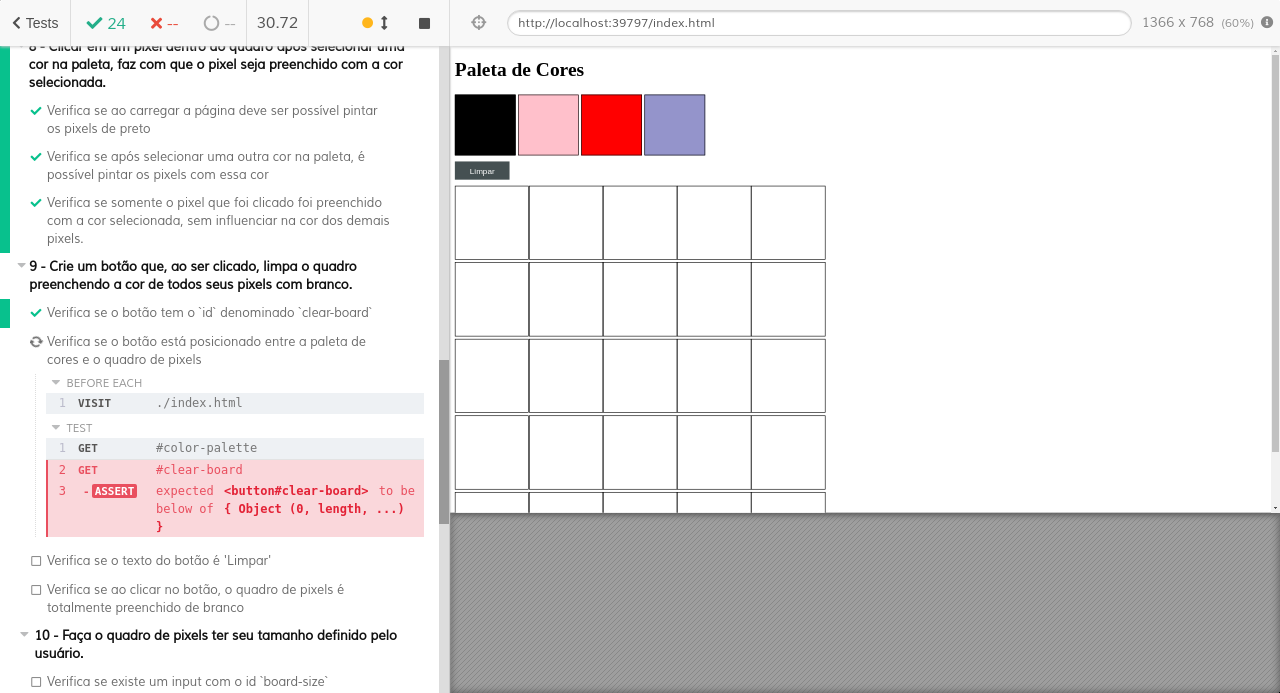 Tests
24
--
--
30.72
http://localhost:39797/index.html
1366 x 768 (60%)
8 - Clicar em um pixel dentro do quadro após selecionar uma
cor na paleta, faz com que o pixel seja preenchido com a cor
selecionada.
Verifica se ao carregar a página deve ser possível pintar
os pixels de preto
Verifica se após selecionar uma outra cor na paleta, é
possível pintar os pixels com essa cor
Verifica se somente o pixel que foi clicado foi preenchido
com a cor selecionada, sem influenciar na cor dos demais
pixels.
9 - Crie um botão que, ao ser clicado, limpa o quadro
preenchendo a cor de todos seus pixels com branco.
Verifica se o botão tem o `id` denominado `clear-board`
Verifica se o botão está posicionado entre a paleta de
cores e o quadro de pixels
BEFORE EACH
1 VISIT ./index.html
TEST
1 GET #color-palette
2 GET #clear-board
3 -ASSERT expected <button#clear-board> to be
below of { Object (0, length, ...)
}
Verifica se o texto do botão é 'Limpar'
Verifica se ao clicar no botão, o quadro de pixels é
totalmente preenchido de branco
10 - Faça o quadro de pixels ter seu tamanho definido pelo
usuário.
Verifica se existe um input com o id `board-size`
Paleta de Cores
Limpar